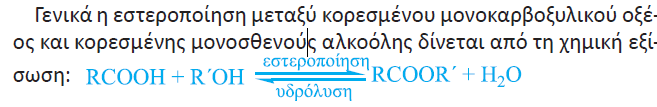 Γενικά η εστεροποίηση μεταξύ κορεσμένου μονοκαρβοξυλικού οξέ-
ος και κορεσμένης μονοσθενούς αλκοόλης δίνεται από τη χημική εξί-
σωση: RCOOH + R΄OH εστεροποίηση ⇌ υδρόλυση RCOOR΄ + H₂O